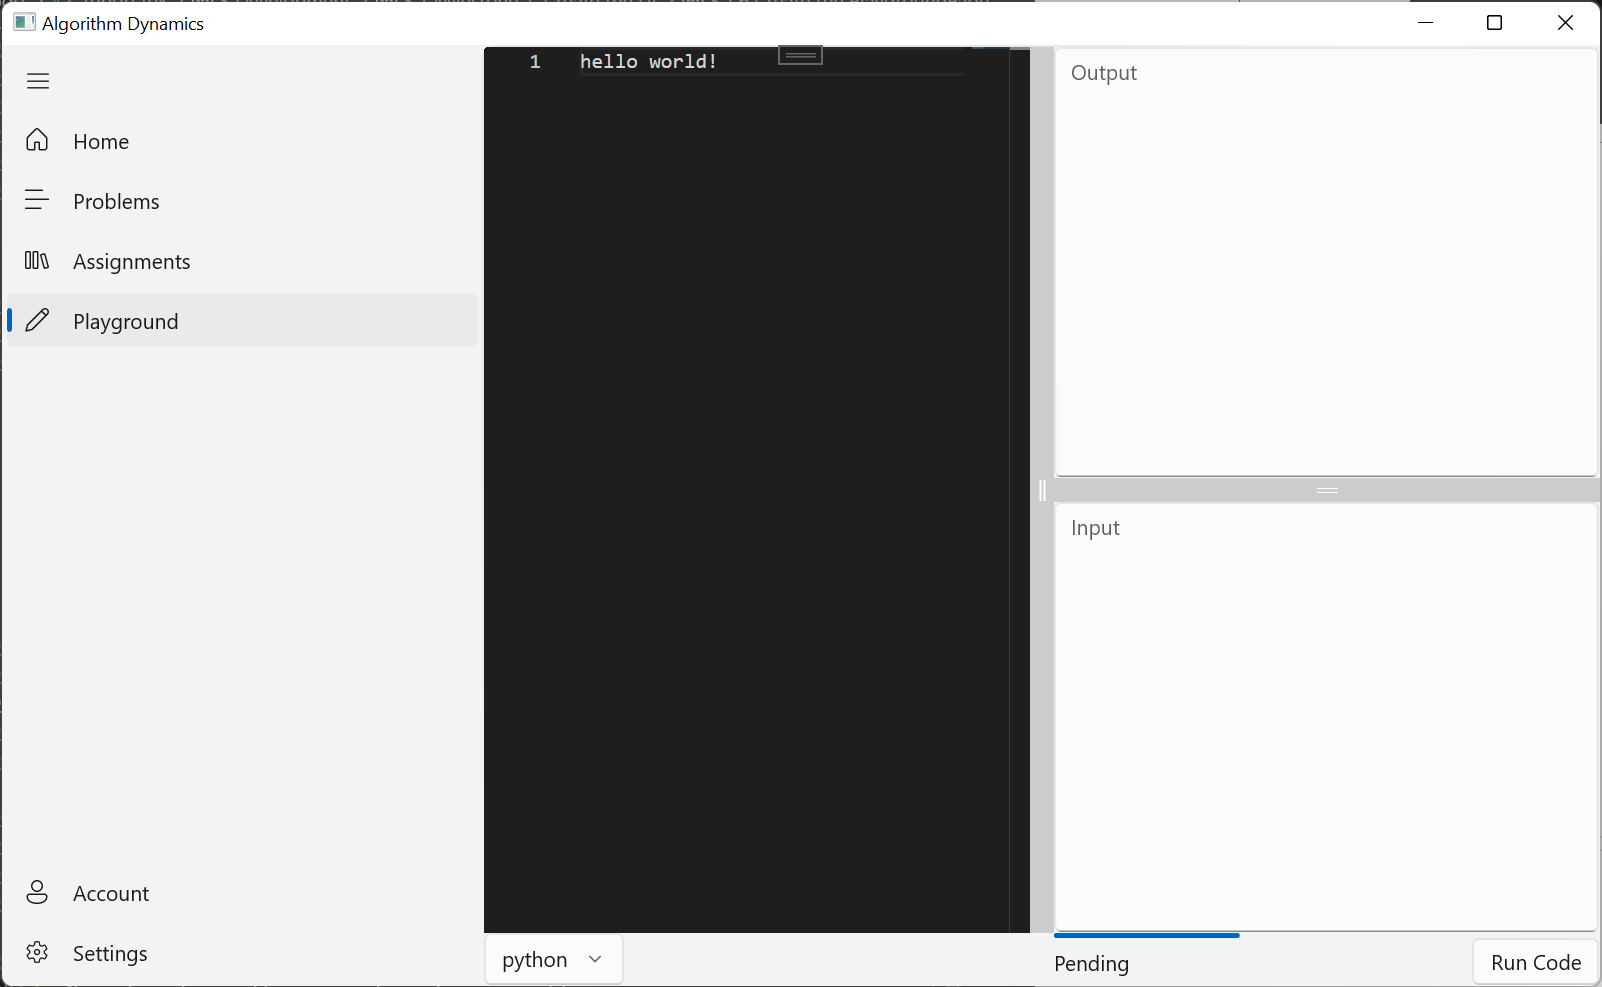 Algorithm Dynamics
Home
Problems
Assignments
Playground
Account
Settings
1 hello world!
python
Output
Input
Pending
Run Code